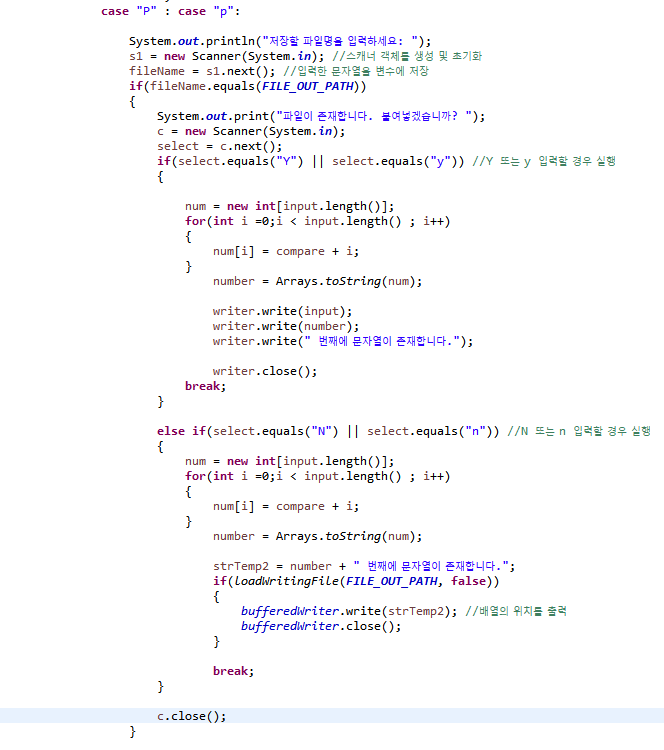 case "P" : case "p":
System.out.println("저장할 파일명을 입력하세요: ");
s1 = new Scanner(System.in); //스캐너 객체를 생성 및 초기화
fileName = s1.next(); //입력한 문자열을 변수에 저장
if(fileName.equals(FILE_OUT_PATH))
{
System.out.print("파일이 존재합니다. 붙여넣겠습니까? ");
c = new Scanner(System.in);
select = c.next();
if(select.equals("Y") || select.equals("y")) //Y 또는 y 입력할 경우 실행
{
num = new int[input.length()];
for(int i =0;i < input.length() ; i++)
{
num[i] = compare + i;
}
number = Arrays.toString(num);
writer.write(input);
writer.write(number);
writer.write(" 번째에 문자열이 존재합니다.");
writer.close();
break;
}
else if(select.equals("N") || select.equals("n")) //N 또는 n 입력할 경우 실행
{
num = new int[input.length()];
for(int i =0;i < input.length() ; i++)
{
num[i] = compare + i;
}
number = Arrays.toString(num);
strTemp2 = number + " 번째에 문자열이 존재합니다.";
if(loadWritingFile(FILE_OUT_PATH, false))
{
bufferedWriter.write(strTemp2); //배열의 위치를 출력
bufferedWriter.close();
}
break;
}
c.close();
}